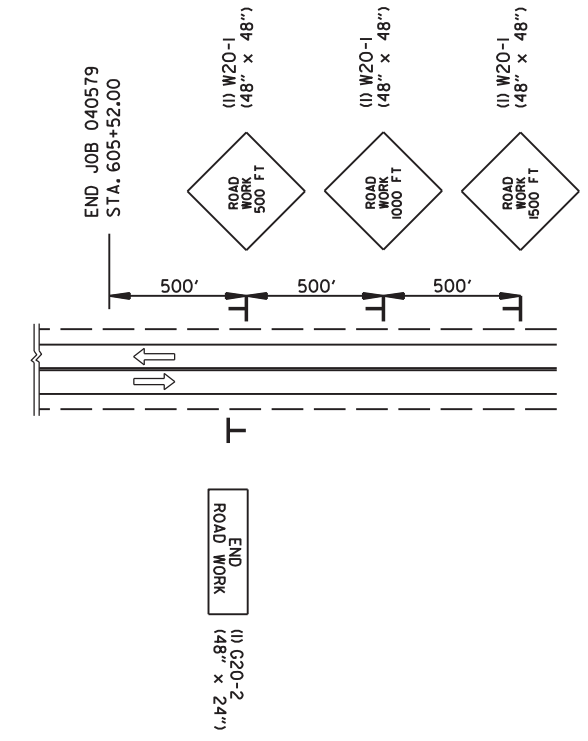 END JOB 040579
STA. 605+52.00
(1) W20-1
(48" × 48")
(1) W20-1
(48" × 48")
(1) W20-1
(48" × 48")
ROAD
WORK
500 FT
ROAD
WORK
1000 FT
ROAD
WORK
1500 FT
500'
500'
500'
END
ROAD WORK
(1) G20-2
(48" × 24")